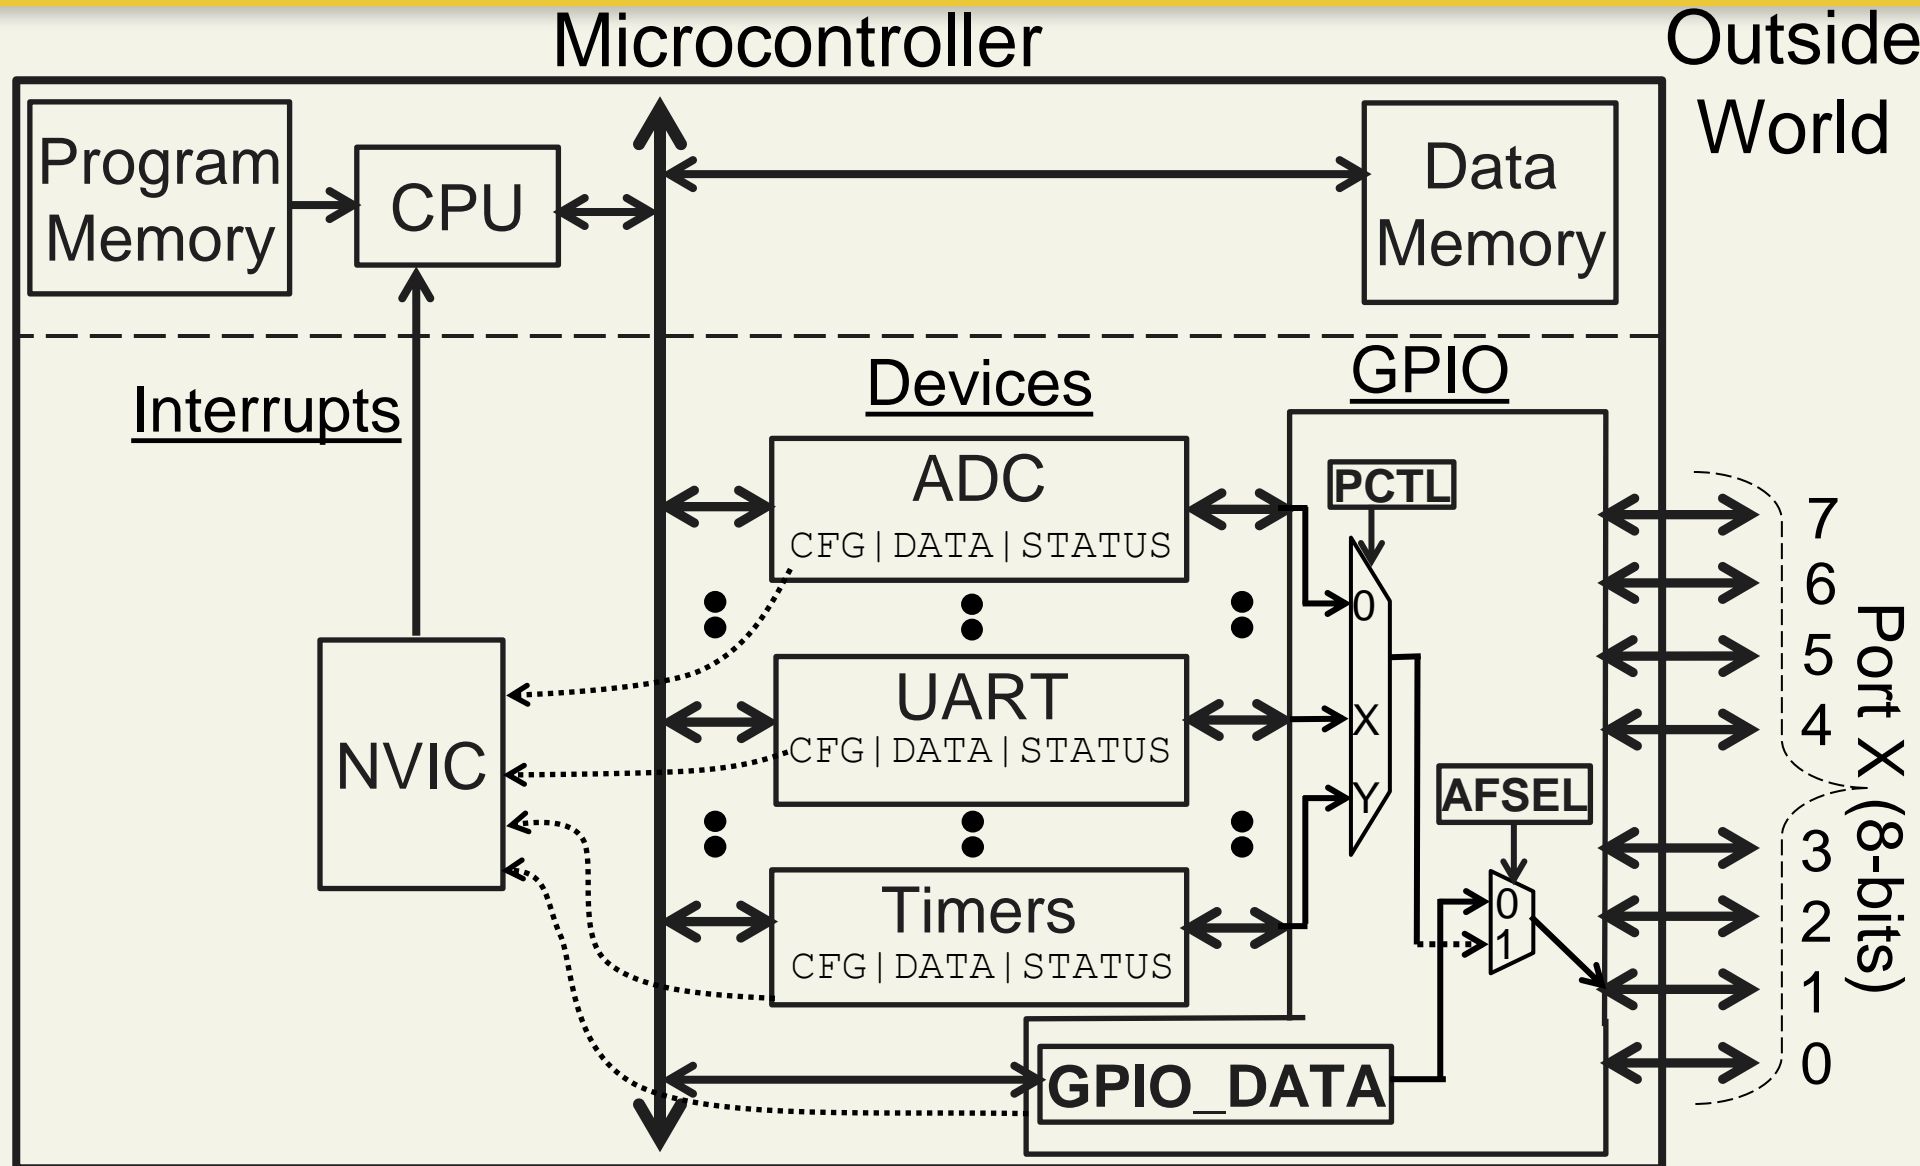 Microcontroller
Outside
World
Program
Memory
CPU
Data
Memory
Interrupts
Devices
GPIO
ADC
CFG|DATA|STATUS
PCTL
0
X
Y
UART
CFG|DATA|STATUS
NVIC
AFSEL
0
1
Timers
CFG|DATA|STATUS
GPIO_DATA
7
6
5
4
3
2
1
0
Port X (8-bits)